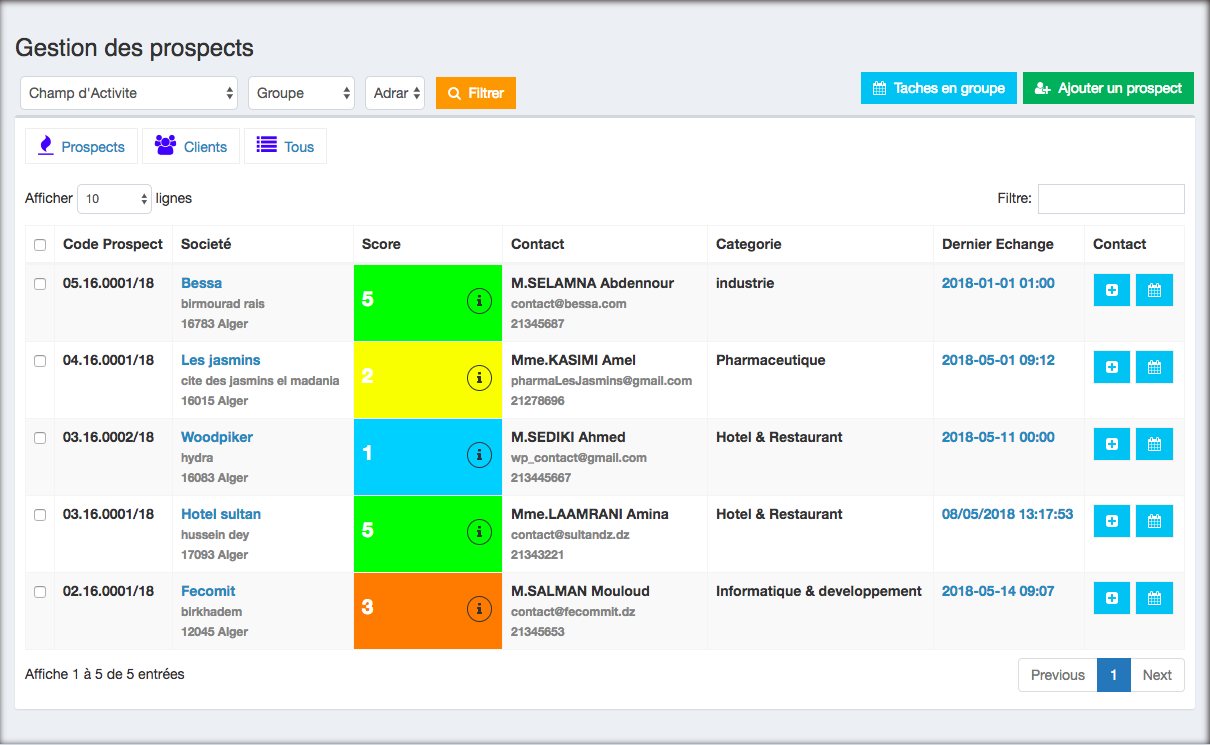 Gestion des prospects
Champ d'Activite Groupe Adrar Filtrer Taches en groupe Ajouter un prospect
Prospects Clients Tous
Afficher 10 lignes Filtre:
Code Prospect Societé Score Contact Categorie Dernier Echange Contact
05.16.0001/18 Bessa 5 M.SELAMNA Abdennour industrie 2018-01-01 01:00
birmourad rais contact@bessa.com
16783 Alger 21345687
04.16.0001/18 Les jasmins 2 Mme.KASIMI Amel Pharmaceutique 2018-05-01 09:12
cite des jasmins el madania pharmaLesJasmins@gmail.com
16015 Alger 21278696
03.16.0002/18 Woodpiker 1 M.SEDIKI Ahmed Hotel & Restaurant 2018-05-11 00:00
hydra wp_contact@gmail.com
16083 Alger 213445667
03.16.0001/18 Hotel sultan 5 Mme.LAAMRANI Amina Hotel & Restaurant 08/05/2018 13:17:53
hussein dey contact@sultandz.dz
17093 Alger 21343221
02.16.0001/18 Fecomit 3 M.SALMAN Mouloud Informatique & developpement 2018-05-14 09:07
birkhadem contact@fecommit.dz
12045 Alger 21345653
Affiche 1 à 5 de 5 entrées Previous 1 Next